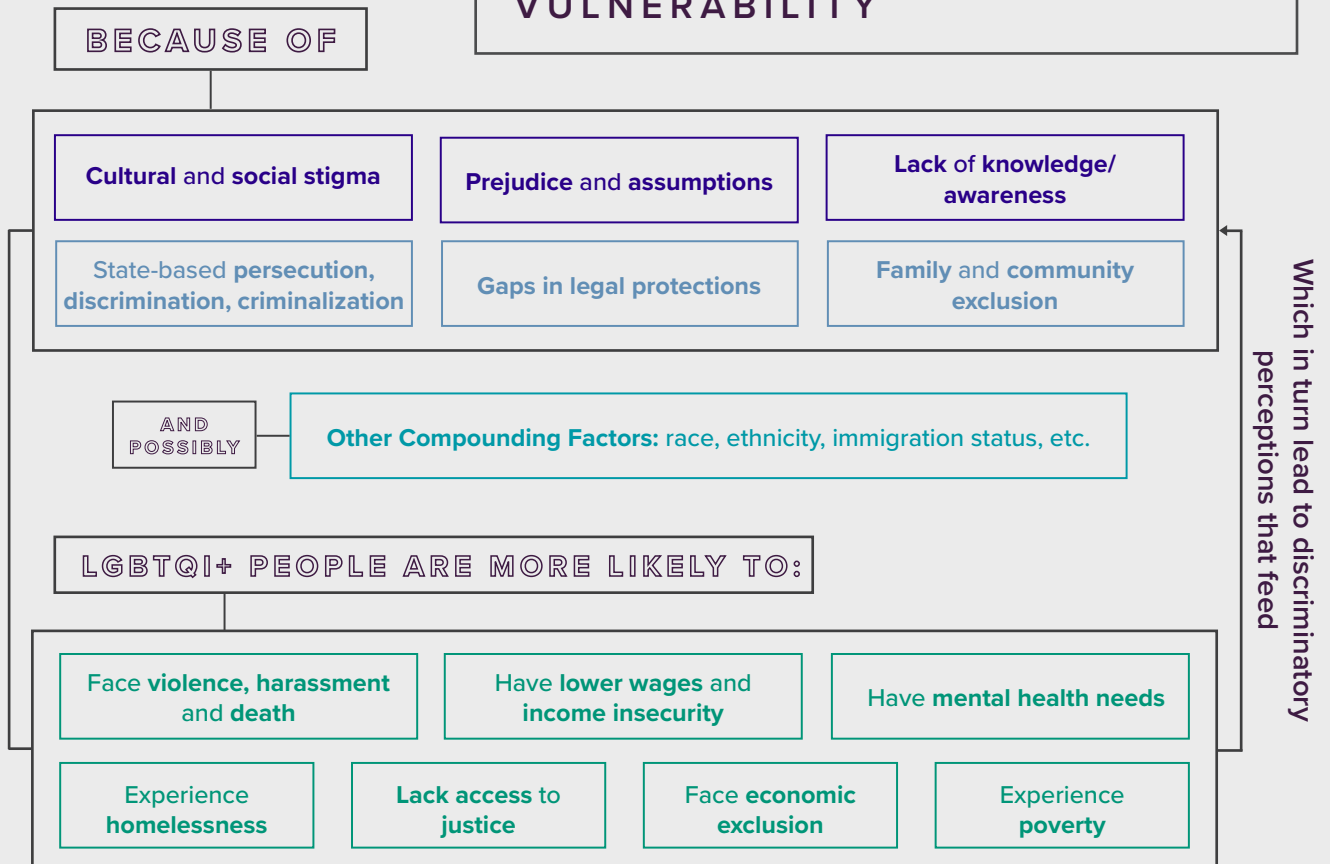 VULNERABILITY
BECAUSE OF
Cultural and social stigma
Prejudice and assumptions
Lack of knowledge/
awareness
State-based persecution,
discrimination, criminalization
Gaps in legal protections
Family and community
exclusion
AND
POSSIBLY
Other Compounding Factors: race, ethnicity, immigration status, etc.
LGBTQI+ PEOPLE ARE MORE LIKELY TO:
Face violence, harassment
and death
Have lower wages and
income insecurity
Have mental health needs
Experience
homelessness
Lack access to
justice
Face economic
exclusion
Experience
poverty
Which in turn lead to discriminatory
perceptions that feed